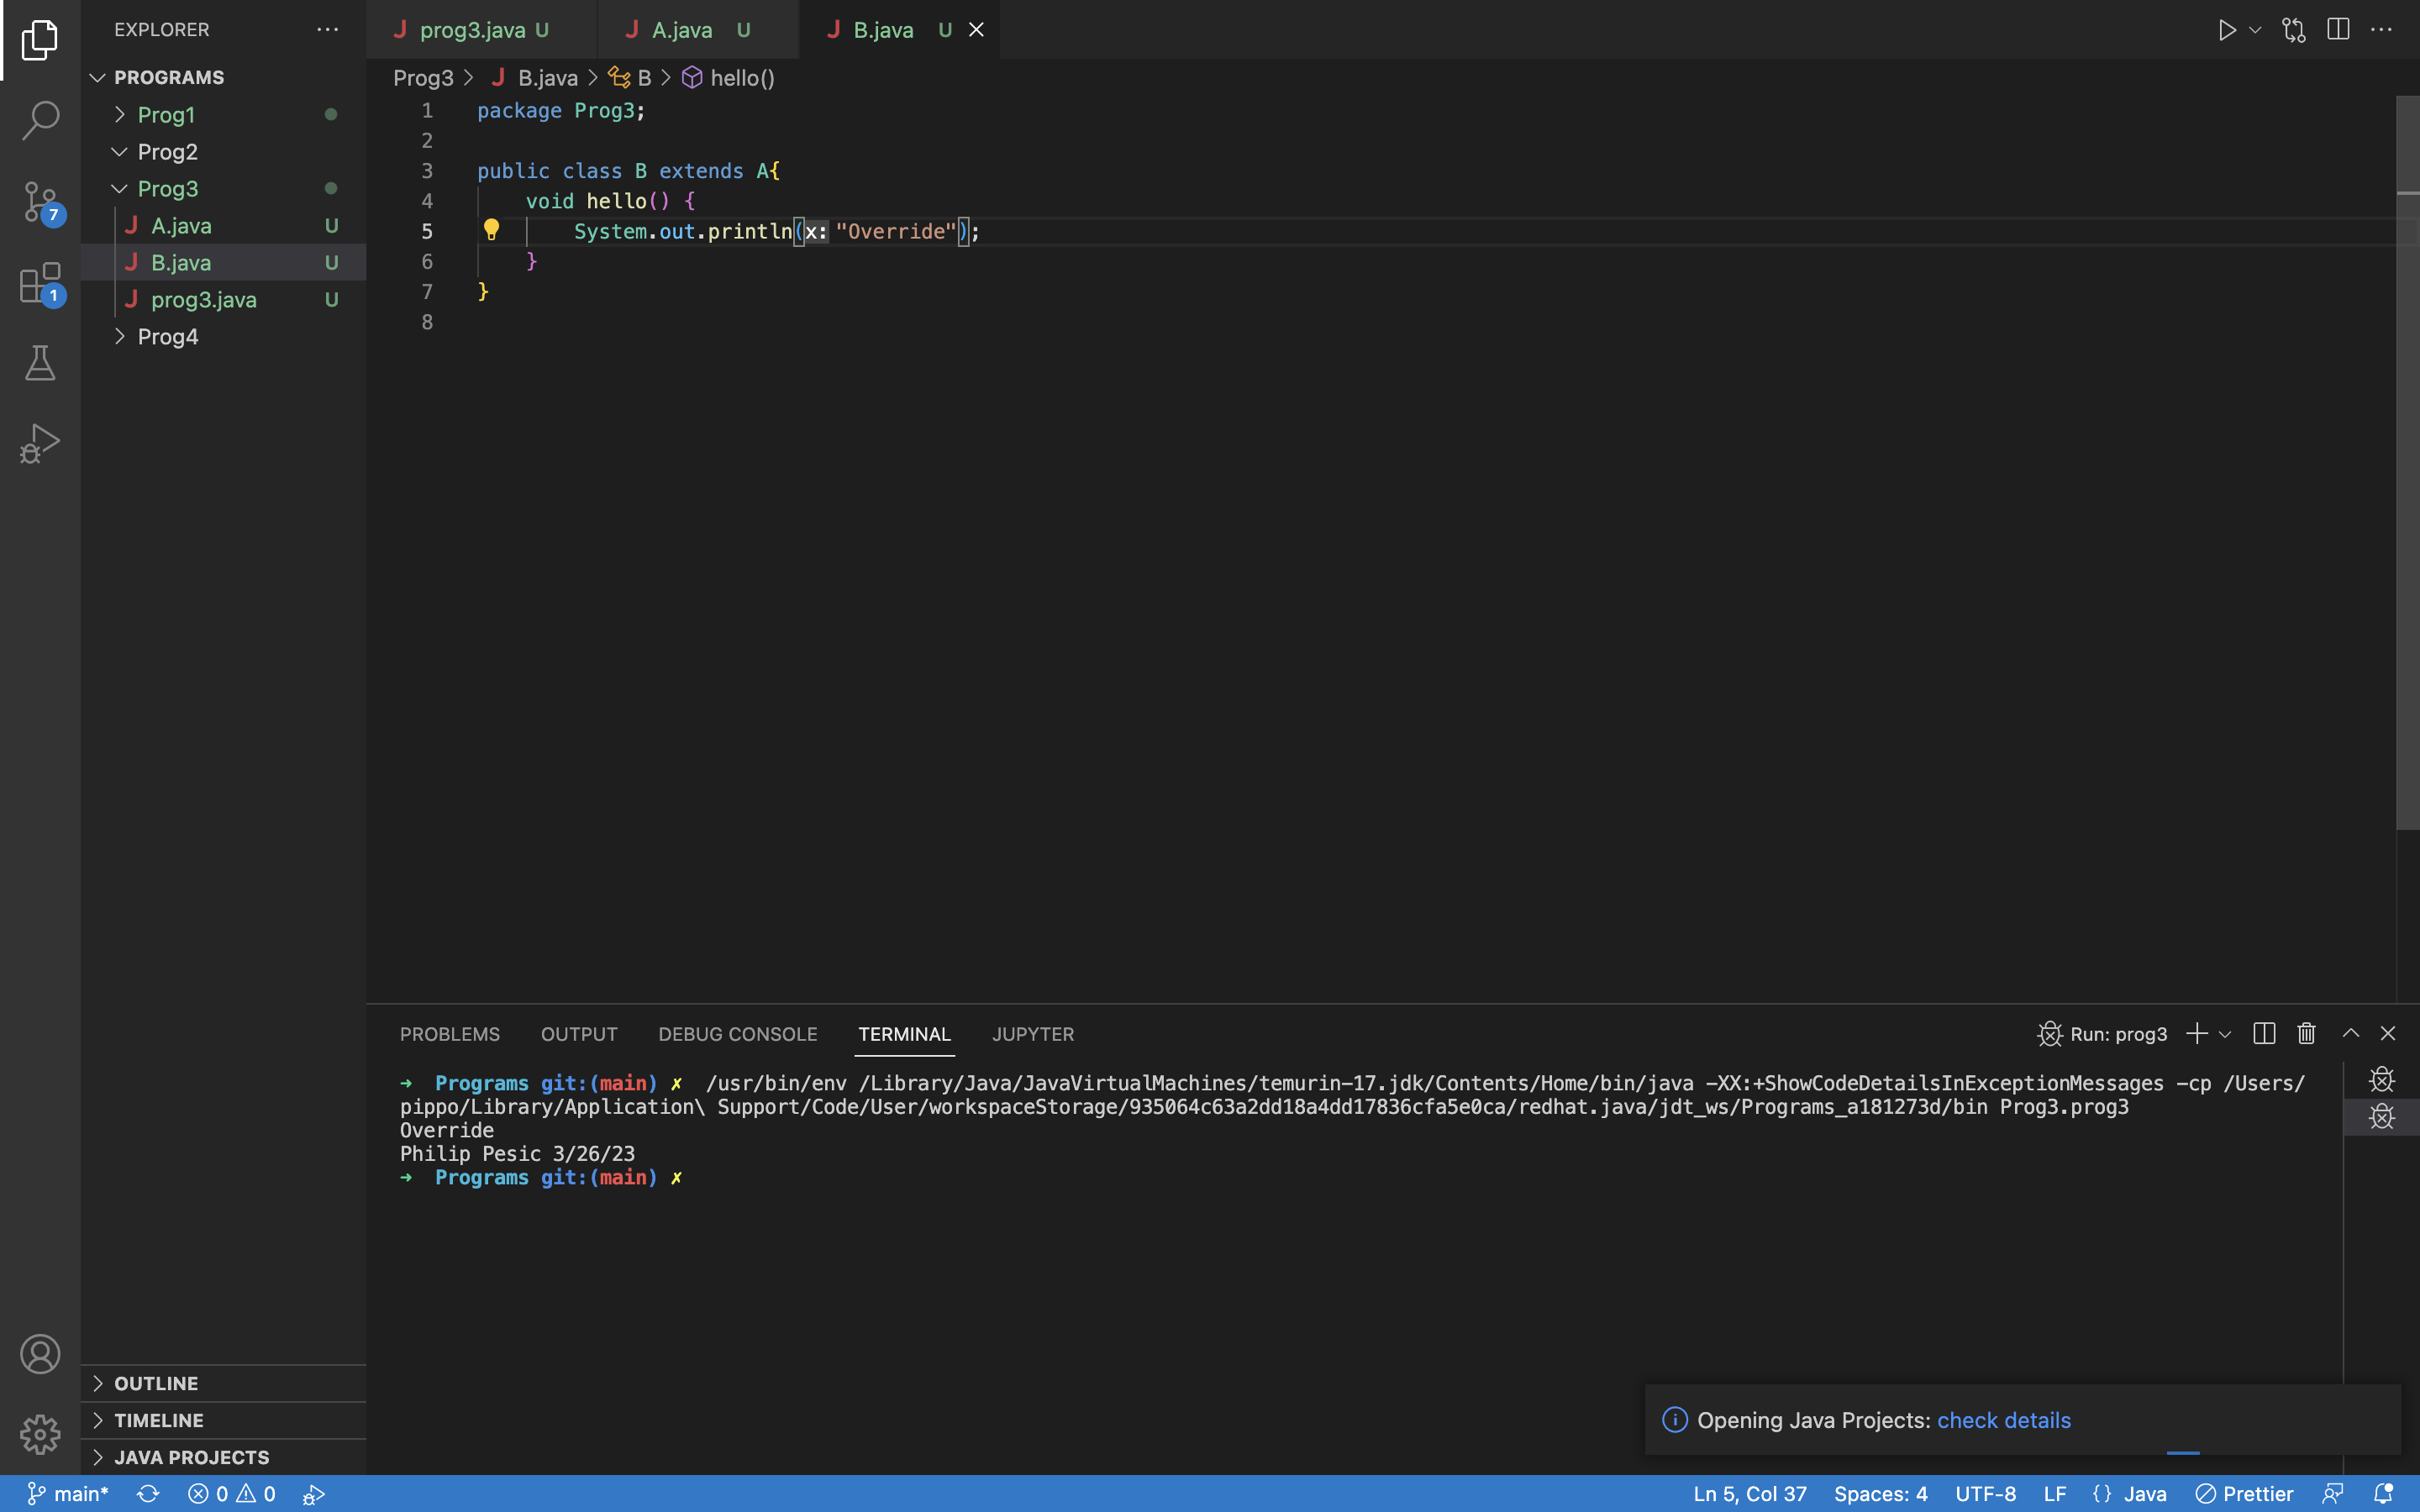 EXPLORER
PROGRAMS
Prog1
Prog2
Prog3
A.java U
B.java U
prog3.java U
Prog4
7
1
OUTLINE
TIMELINE
JAVA PROJECTS
prog3.java U A.java U B.java U
Prog3 > B.java > B > hello()
1 package Prog3;
2
3 public class B extends A{
4 void hello() {
5 System.out.println(x: "Override");
6 }
7 }
8
PROBLEMS OUTPUT DEBUG CONSOLE TERMINAL JUPYTER
Run: prog3
➜ Programs git:(main) ✗ /usr/bin/env /Library/Java/JavaVirtualMachines/temurin-17.jdk/Contents/Home/bin/java -XX:+ShowCodeDetailsInExceptionMessages -cp /Users/
pippo/Library/Application\ Support/Code/User/workspaceStorage/935064c63a2dd18a4dd17836cfa5e0ca/redhat.java/jdt_ws/Programs_a181273d/bin Prog3.prog3
Override
Philip Pesic 3/26/23
➜ Programs git:(main) ✗
Opening Java Projects: check details
main* 0 0
Ln 5, Col 37 Spaces: 4 UTF-8 LF {} Java Prettier